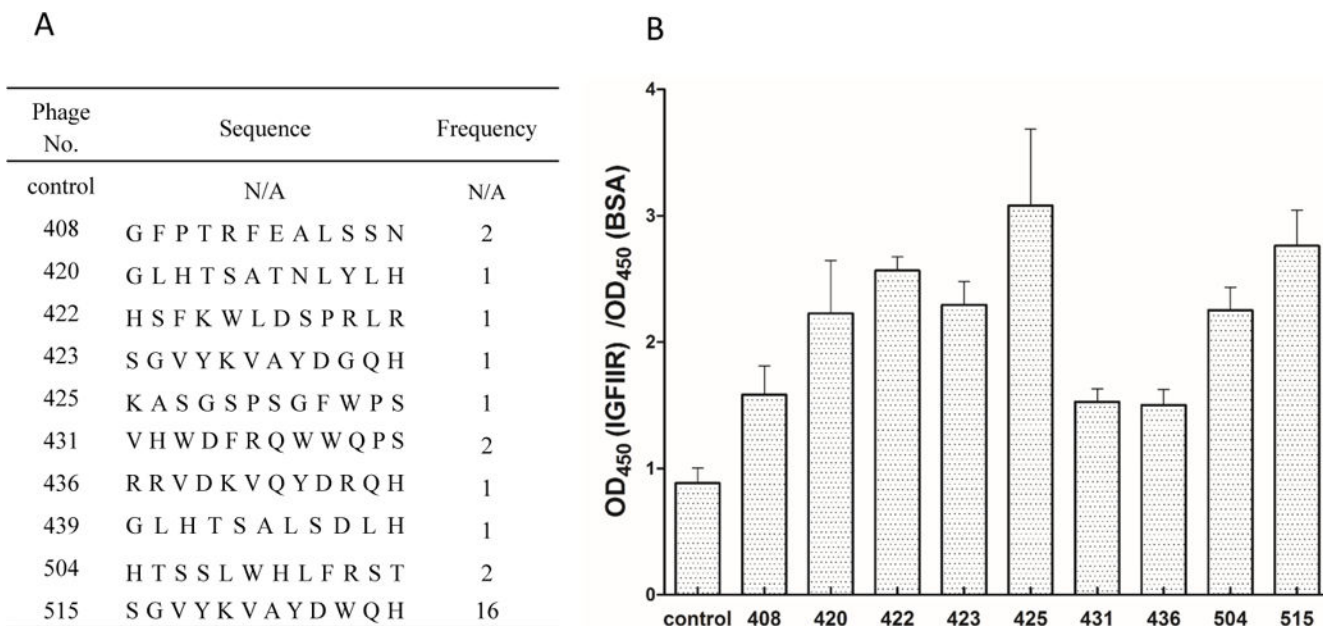 A
Phage No. Sequence Frequency
control N/A N/A
408 G F P T R F E A L S S N 2
420 G L H T S A T N L Y L H 1
422 H S F K W L D S P R L R 1
423 S G V Y K V A Y D G Q H 1
425 K A S G S P S G F W P S 1
431 V H W D F R Q W W Q P S 2
436 R R V D K V Q Y D R Q H 1
439 G L H T S A L S D L H 1
504 H T S S L W H L F R S T 2
515 S G V Y K V A Y D W Q H 16
B
OD450 (IGFIIR) /OD450 (BSA)
4
3
2
1
0
control 408 420 422 423 425 431 436 504 515